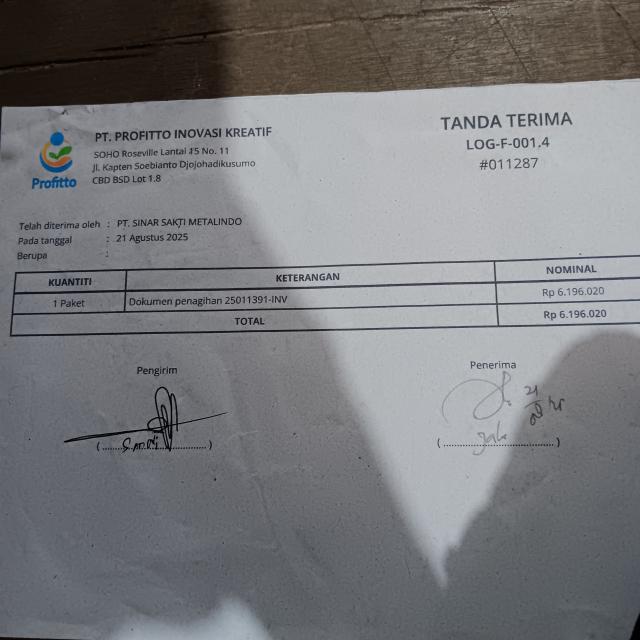 PT. PROFITTO INOVASI KREATIF
SOHO Roseville Lantai 15 No. 11
Jl. Kapten Soebianto Djojohadikusumo
CBD BSD Lot 1.8
Profitto
TANDA TERIMA
LOG-F-001.4
#011287
Telah diterima oleh : PT. SINAR SAKTI METALINDO
Pada tanggal : 21 Agustus 2025
Berupa :
KUANTITI KETERANGAN NOMINAL
1 Paket Dokumen penagihan 25011391-INV Rp 6.196.020
TOTAL Rp 6.196.020
Pengirim Penerima
(..............................) (..............................)